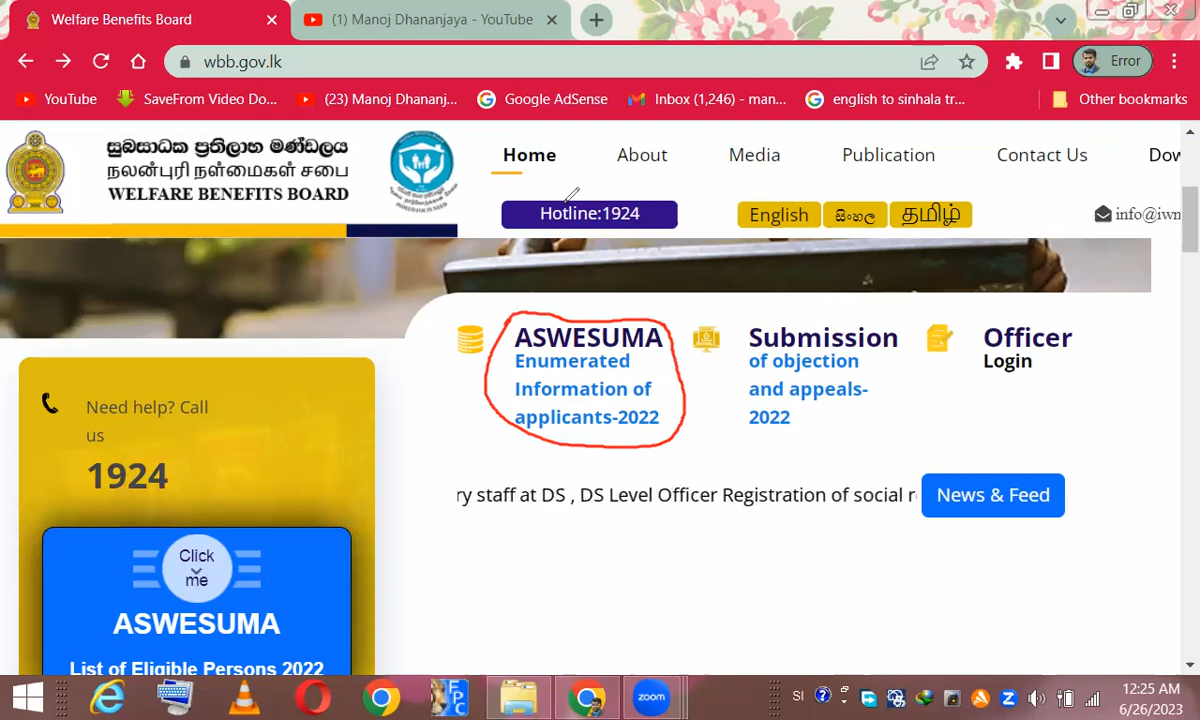 Welfare Benefits Board
(1) Manoj Dhananjaya - YouTube
wbb.gov.lk
Error
YouTube
SaveFrom Video Do...
(23) Manoj Dhananj...
Google AdSense
Inbox (1,246) - man...
english to sinhala tr...
Other bookmarks
සුබසාධක ප්‍රතිලාභ මණ්ඩලය
நலன்புரி நன்மைகள் சபை
WELFARE BENEFITS BOARD
Home
About
Media
Publication
Contact Us
Dow
Hotline:1924
English
සිංහල
தமிழ்
info@iwn
ASWESUMA
Enumerated
Information of
applicants-2022
Submission
of objection
and appeals-
2022
Officer
Login
Need help? Call
us
1924
ry staff at DS , DS Level Officer Registration of social r
News & Feed
Click
me
ASWESUMA
List of Eligible Persons 2022
zoom
SI
12:25 AM
6/26/2023